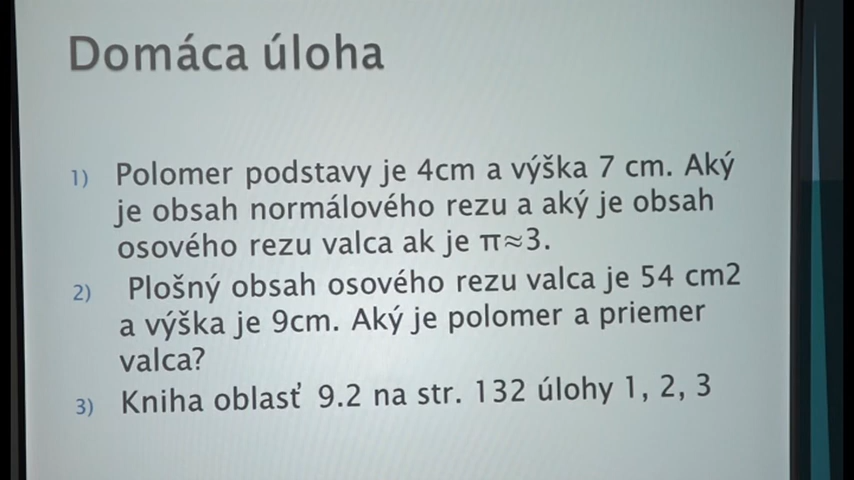 Domáca úloha
1) Polomer podstavy je 4cm a výška 7 cm. Aký
je obsah normálového rezu a aký je obsah
osového rezu valca ak je π≈3.
2) Plošný obsah osového rezu valca je 54 cm2
a výška je 9cm. Aký je polomer a priemer
valca?
3) Kniha oblasť 9.2 na str. 132 úlohy 1, 2, 3